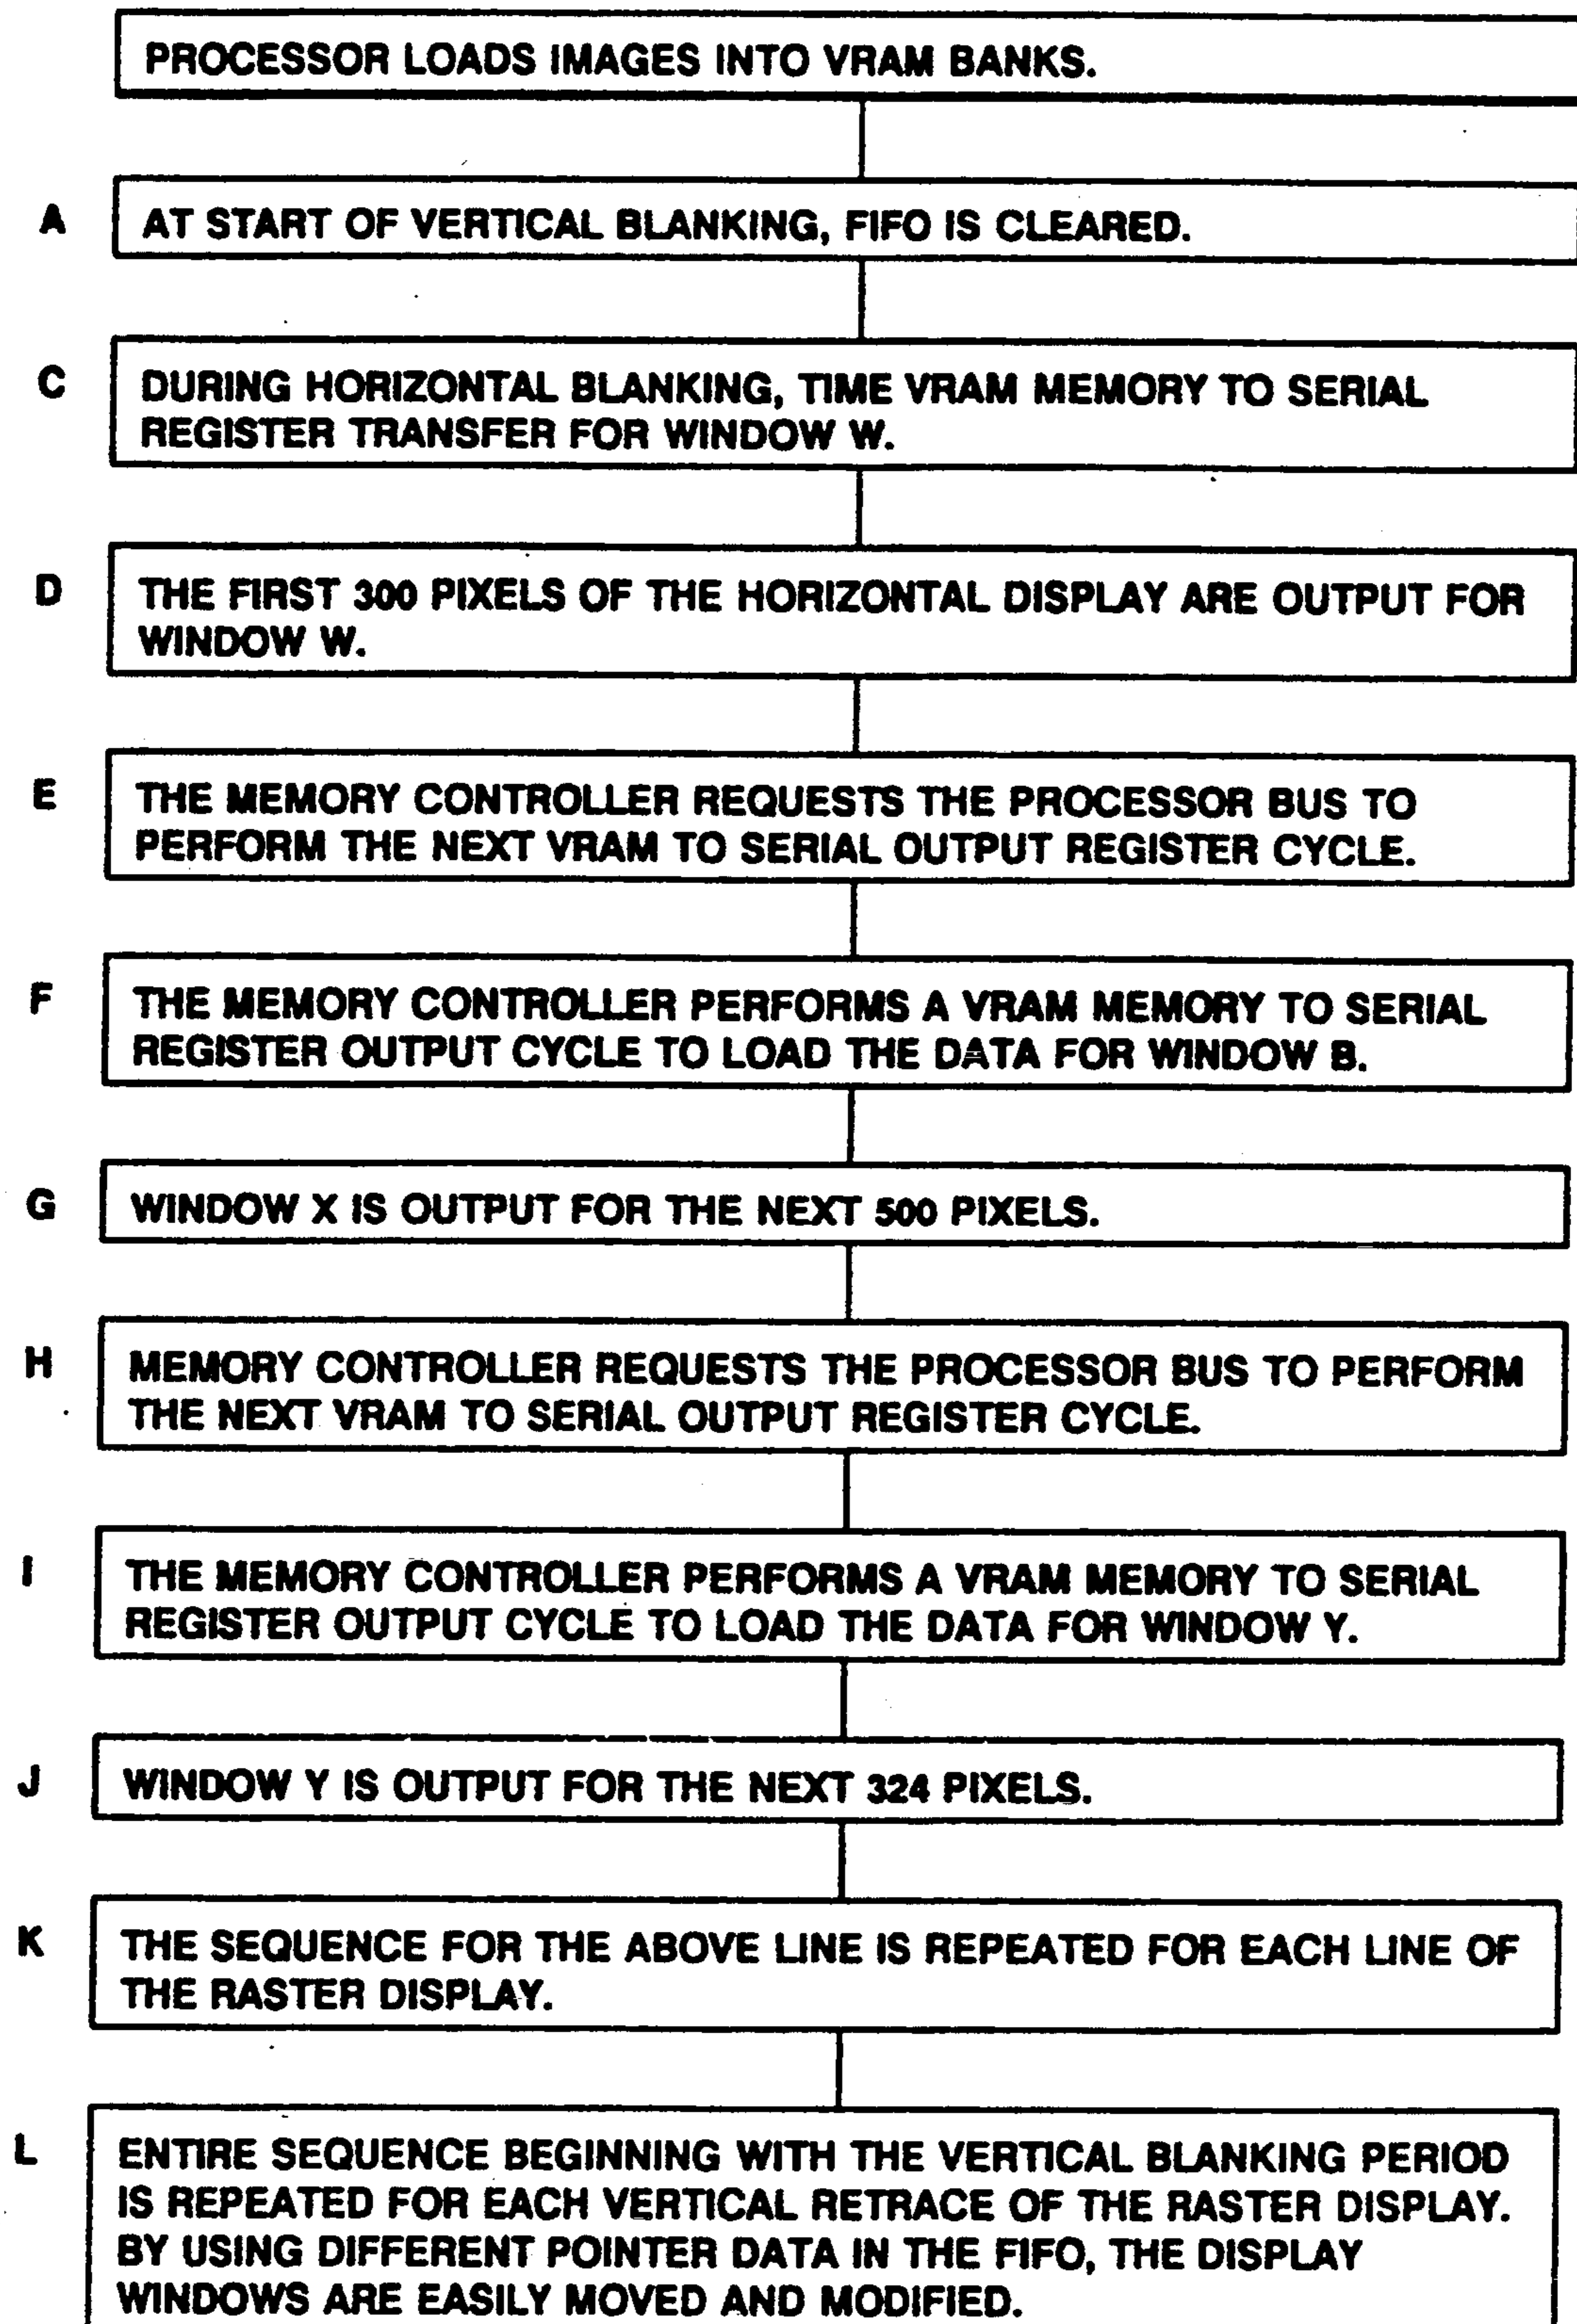 PROCESSOR LOADS IMAGES INTO VRAM BANKS.
A
AT START OF VERTICAL BLANKING, FIFO IS CLEARED.
C
DURING HORIZONTAL BLANKING, TIME VRAM MEMORY TO SERIAL
REGISTER TRANSFER FOR WINDOW W.
D
THE FIRST 300 PIXELS OF THE HORIZONTAL DISPLAY ARE OUTPUT FOR
WINDOW W.
E
THE MEMORY CONTROLLER REQUESTS THE PROCESSOR BUS TO
PERFORM THE NEXT VRAM TO SERIAL OUTPUT REGISTER CYCLE.
F
THE MEMORY CONTROLLER PERFORMS A VRAM MEMORY TO SERIAL
REGISTER OUTPUT CYCLE TO LOAD THE DATA FOR WINDOW B.
G
WINDOW X IS OUTPUT FOR THE NEXT 500 PIXELS.
H
MEMORY CONTROLLER REQUESTS THE PROCESSOR BUS TO PERFORM
THE NEXT VRAM TO SERIAL OUTPUT REGISTER CYCLE.
I
THE MEMORY CONTROLLER PERFORMS A VRAM MEMORY TO SERIAL
REGISTER OUTPUT CYCLE TO LOAD THE DATA FOR WINDOW Y.
J
WINDOW Y IS OUTPUT FOR THE NEXT 324 PIXELS.
K
THE SEQUENCE FOR THE ABOVE LINE IS REPEATED FOR EACH LINE OF
THE RASTER DISPLAY.
L
ENTIRE SEQUENCE BEGINNING WITH THE VERTICAL BLANKING PERIOD
IS REPEATED FOR EACH VERTICAL RETRACE OF THE RASTER DISPLAY.
BY USING DIFFERENT POINTER DATA IN THE FIFO, THE DISPLAY
WINDOWS ARE EASILY MOVED AND MODIFIED.